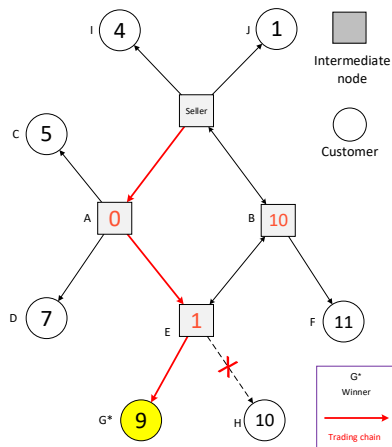 I
4
J
1
Intermediate
node
Seller
C
5
Customer
A
0
B
10
D
7
E
1
F
11
G*
9
H
10
G*
Winner
Trading chain